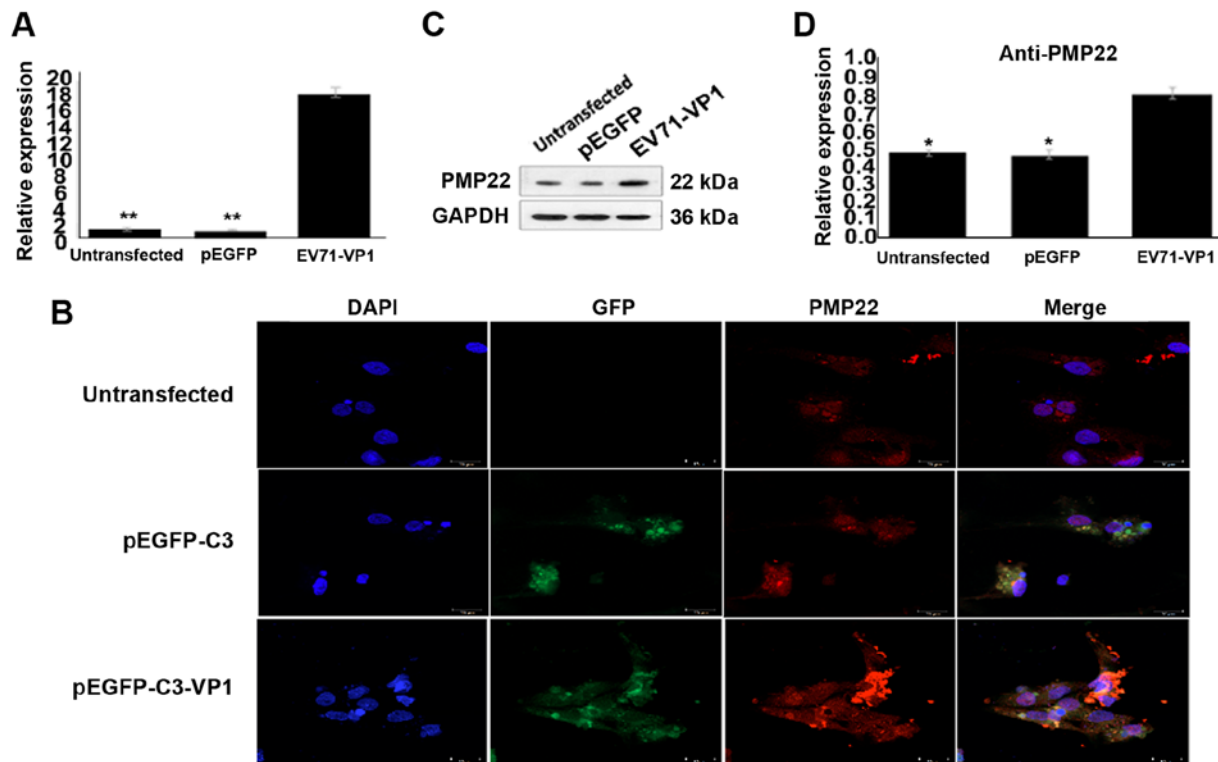 A
Relative expression
20
18
16
14
12
10
8
6
4
2
0
**
**
Untransfected
pEGFP
EV71-VP1
C
Untransfected
pEGFP
EV71-VP1
PMP22
22 kDa
GAPDH
36 kDa
D
Anti-PMP22
Relative expression
1.0
0.9
0.8
0.7
0.6
0.5
0.4
0.3
0.2
0.1
0.0
*
*
Untransfected
pEGFP
EV71-VP1
B
DAPI GFP PMP22 Merge
Untransfected
pEGFP-C3
pEGFP-C3-VP1